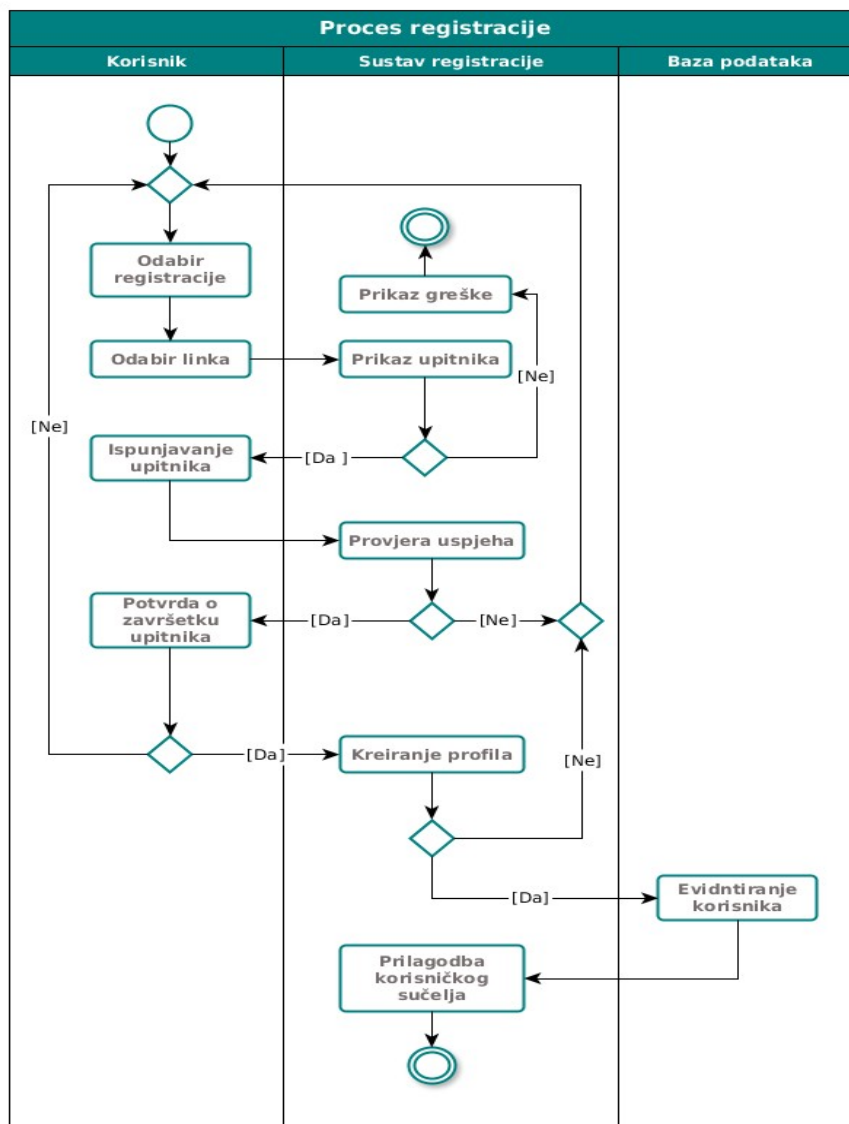 Proces registracije
Korisnik
Sustav registracije
Baza podataka
Odabir
registracije
Prikaz greške
Odabir linka
Prikaz upitnika
[Ne]
[Ne]
Ispunjavanje
upitnika
[Da ]
Provjera uspjeha
Potvrda o
završetku
upitnika
[Da]
[Ne]
[Da]
Kreiranje profila
[Ne]
[Da]
Evidntiranje
korisnika
Prilagodba
korisničkog
sučelja